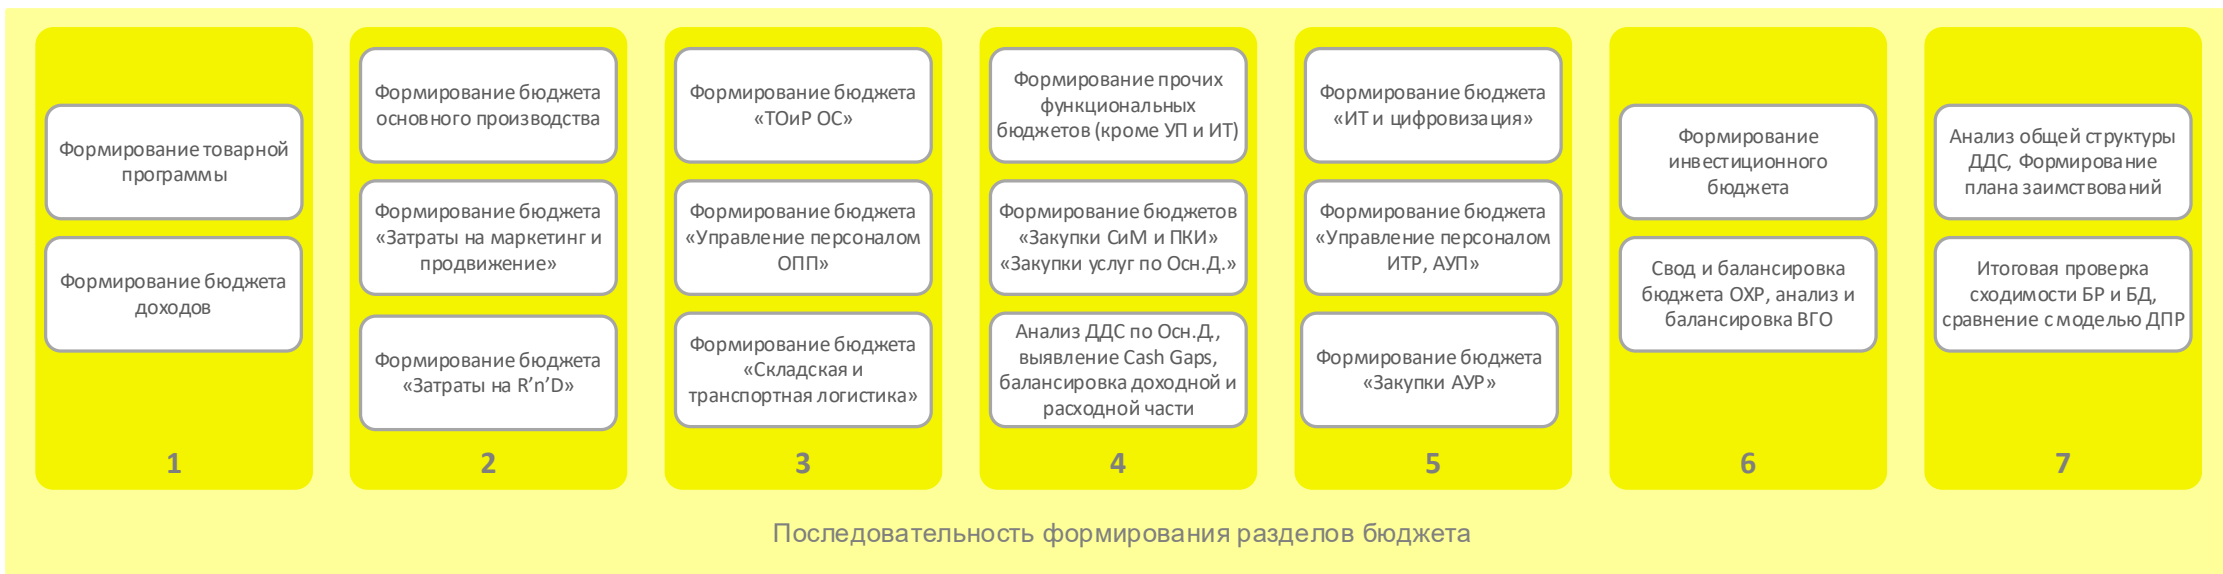 Формирование товарной
программы
Формирование бюджета
доходов
1
Формирование бюджета
основного производства
Формирование бюджета
«Затраты на маркетинг и
продвижение»
Формирование бюджета
«Затраты на R’n’D»
2
Формирование бюджета
«ТОиР ОС»
Формирование бюджета
«Управление персоналом
ОПП»
Формирование бюджета
«Складская и
транспортная логистика»
3
Формирование прочих
функциональных
бюджетов (кроме УП и ИТ)
Формирование бюджетов
«Закупки СиМ и ПКИ»
«Закупки услуг по Осн.Д.»
Анализ ДДС по Осн.Д.,
выявление Cash Gaps,
балансировка доходной и
расходной части
4
Формирование бюджета
«ИТ и цифровизация»
Формирование бюджета
«Управление персоналом
ИТР, АУП»
Формирование бюджета
«Закупки АУР»
5
Формирование
инвестиционного
бюджета
Свод и балансировка
бюджета ОХР, анализ и
балансировка ВГО
6
Анализ общей структуры
ДДС, Формирование
плана заимствований
Итоговая проверка
сходимости БР и БД,
сравнение с моделью ДПР
7
Последовательность формирования разделов бюджета